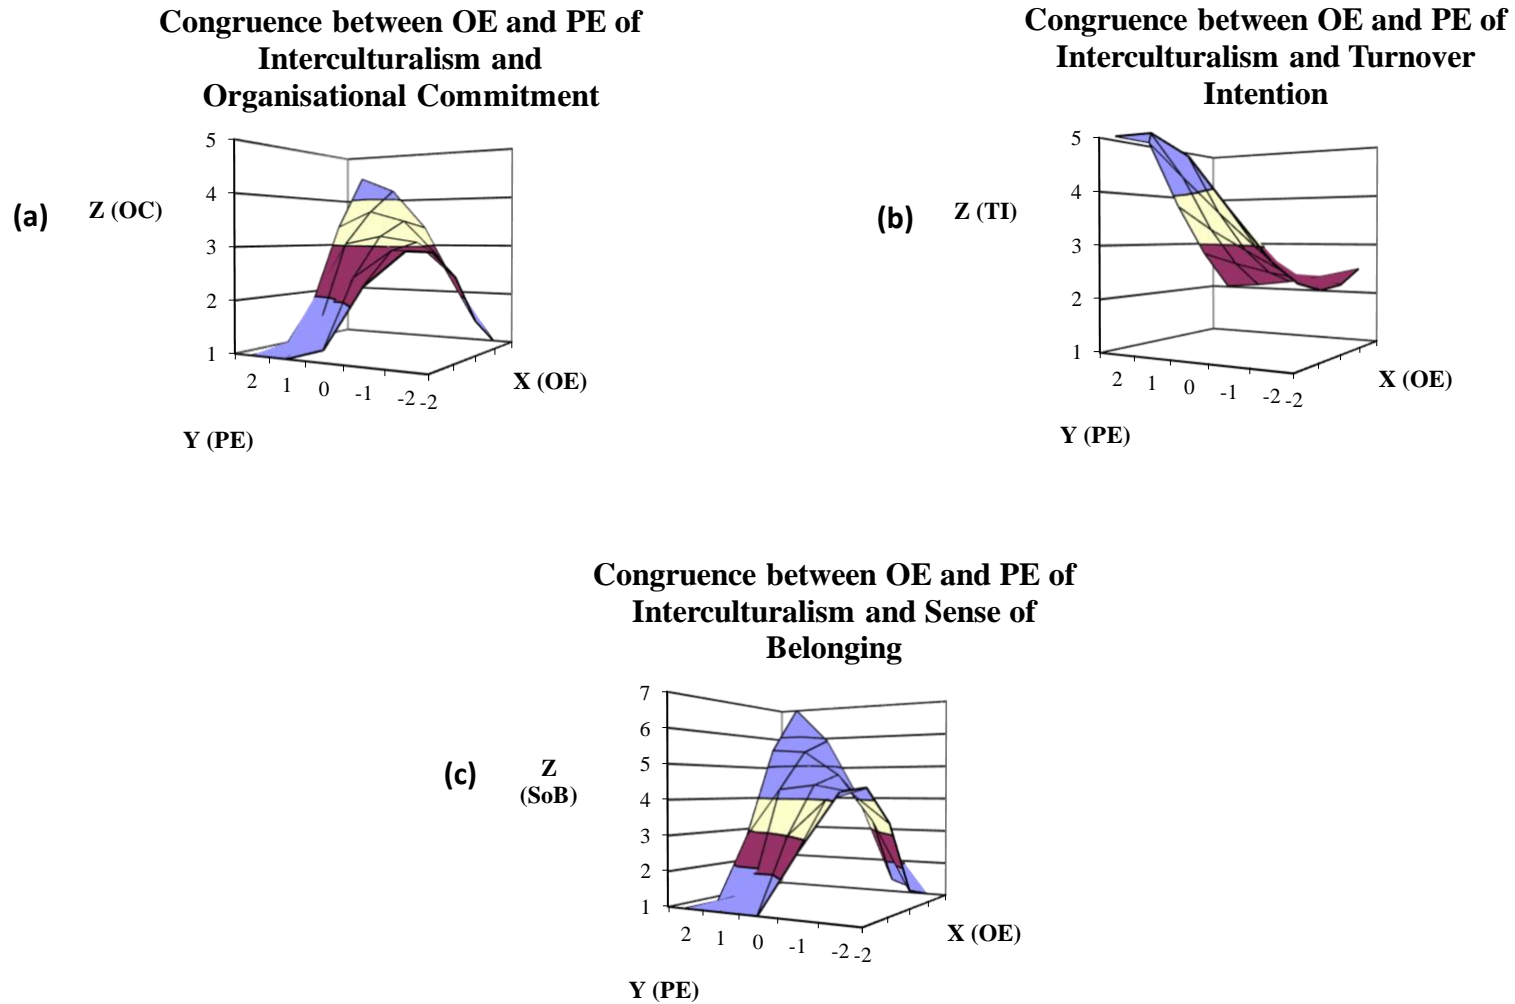 Congruence between OE and PE of
Interculturalism and
Organisational Commitment
(a)
Z (OC)
5
4
3
2
1
2
1
0
-1
-2
-2
X (OE)
Y (PE)
Congruence between OE and PE of
Interculturalism and Turnover
Intention
(b)
Z (TI)
5
4
3
2
1
2
1
0
-1
-2
-2
X (OE)
Y (PE)
Congruence between OE and PE of
Interculturalism and Sense of
Belonging
(c)
Z
(SoB)
7
6
5
4
3
2
1
2
1
0
-1
-2
-2
X (OE)
Y (PE)